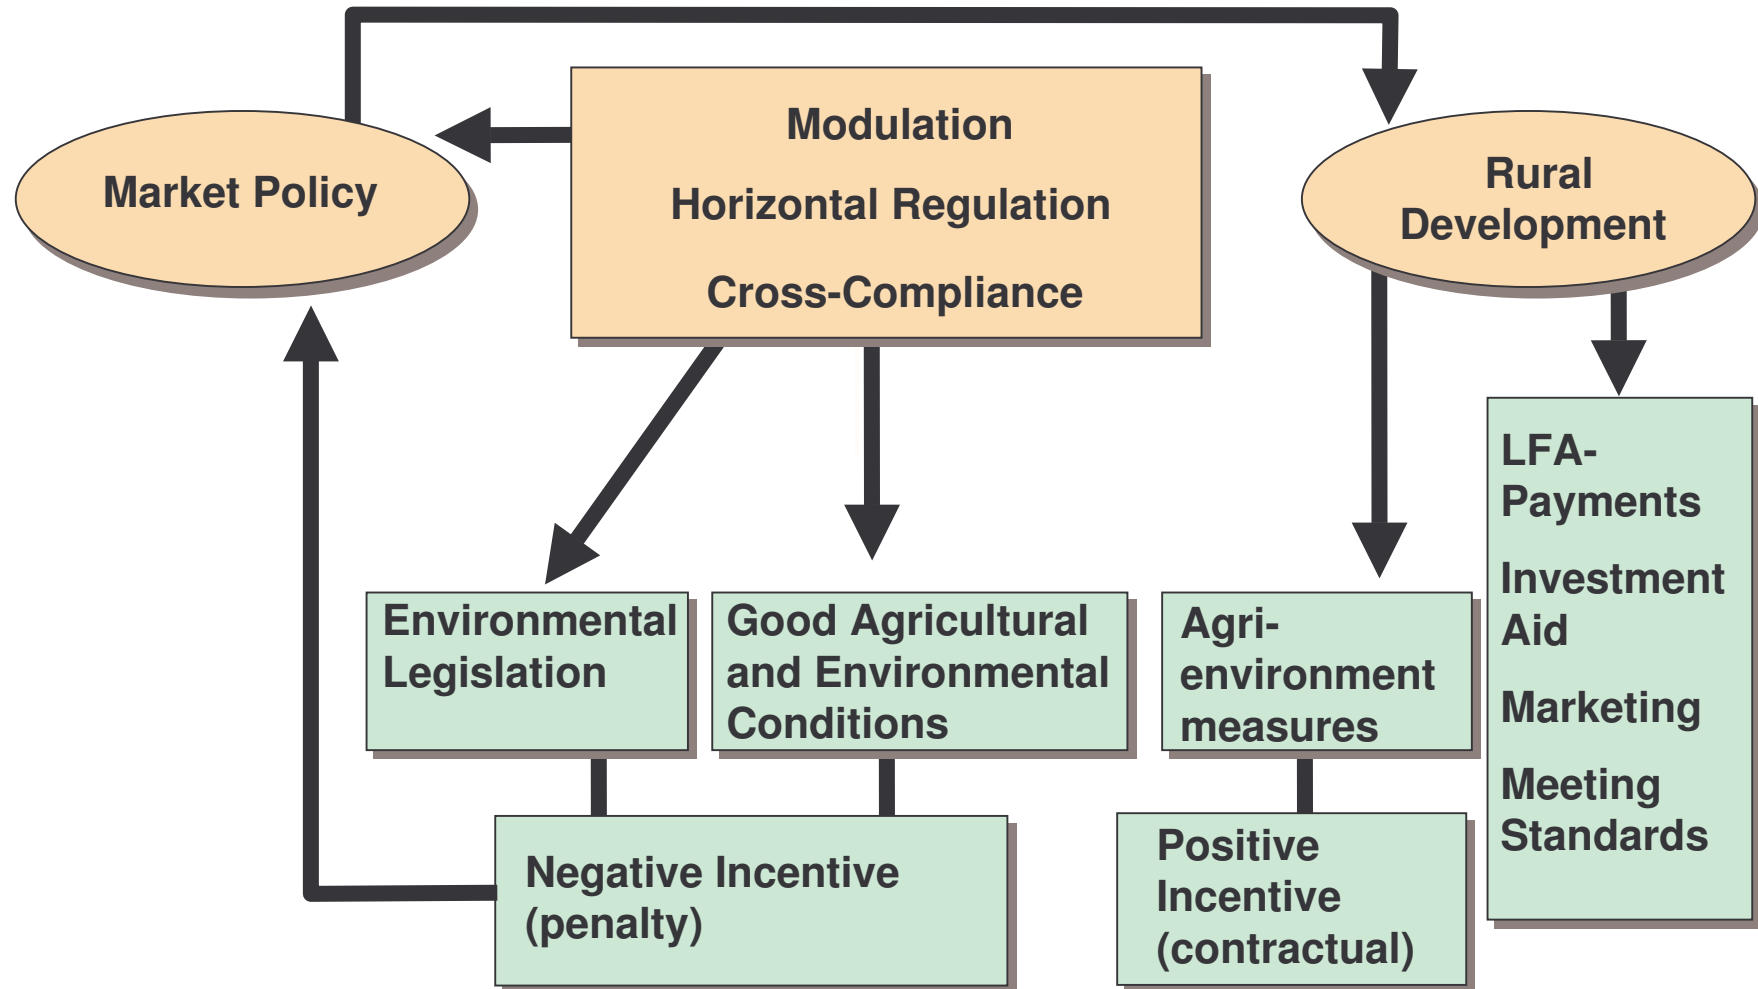 Market Policy
Modulation
Horizontal Regulation
Cross-Compliance
Rural
Development
Environmental
Legislation
Good Agricultural
and Environmental
Conditions
Agri-
environment
measures
LFA-
Payments
Investment
Aid
Marketing
Meeting
Standards
Negative Incentive
(penalty)
Positive
Incentive
(contractual)